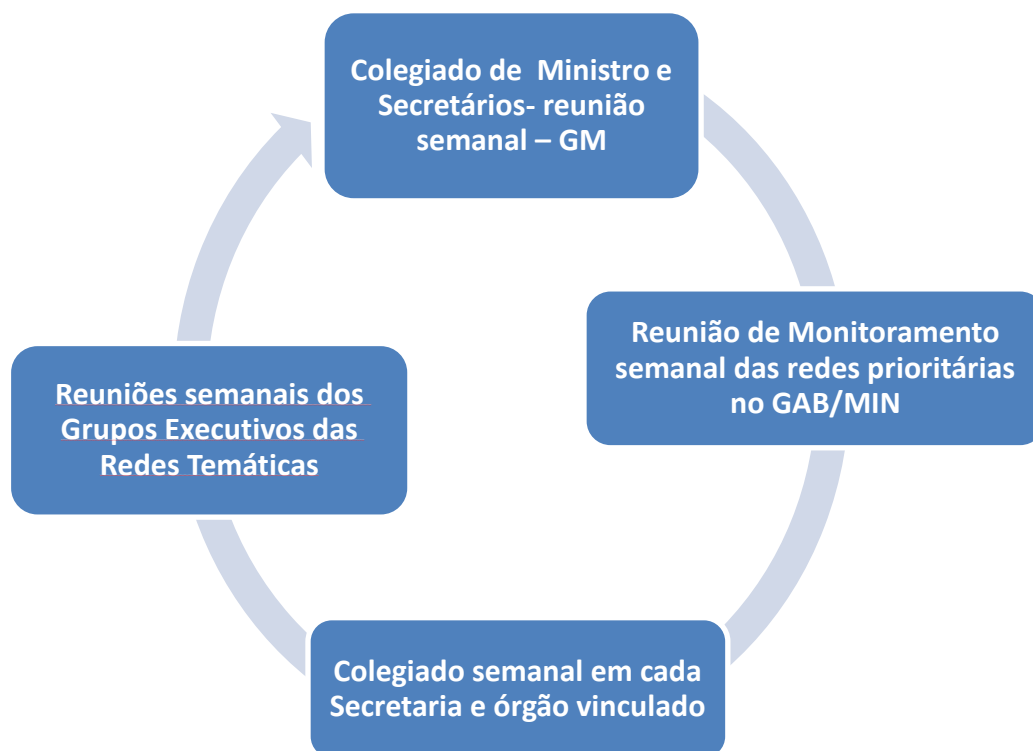 Colegiado de Ministro e
Secretários- reunião
semanal – GM
Reunião de Monitoramento
semanal das redes prioritárias
no GAB/MIN
Reuniões semanais dos
Grupos Executivos das
Redes Temáticas
Colegiado semanal em cada
Secretaria e órgão vinculado